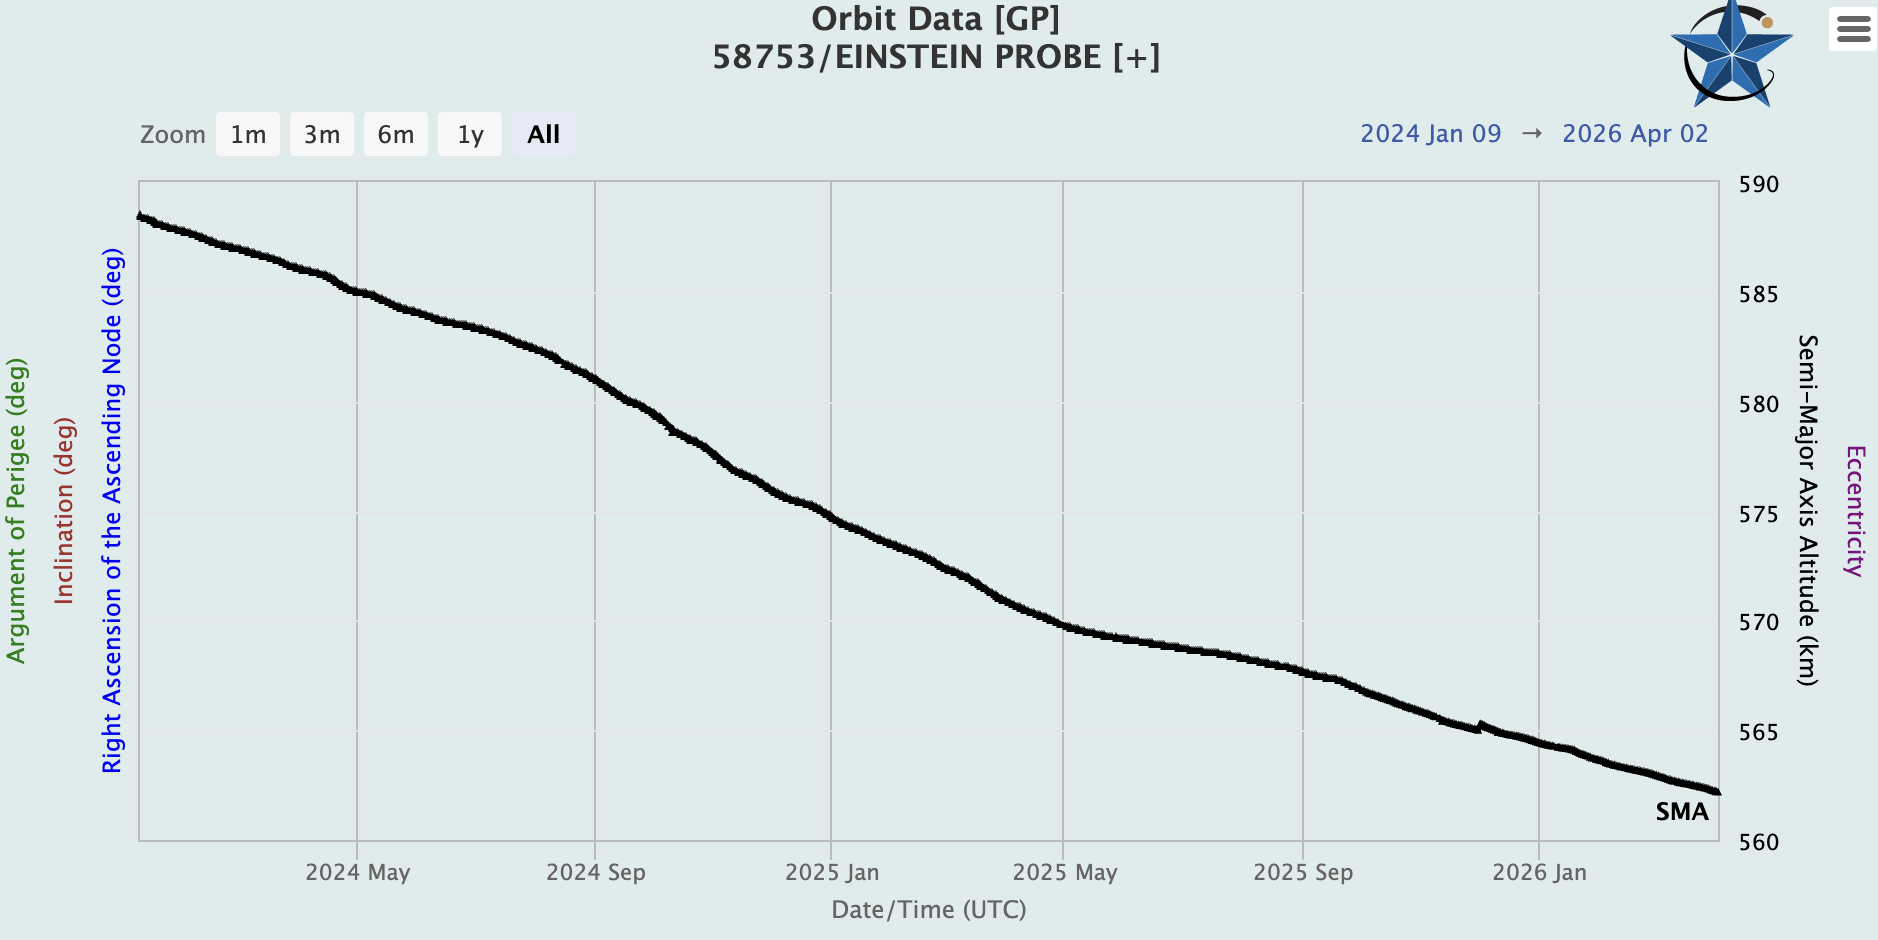 Orbit Data [GP]
58753/EINSTEIN PROBE [+]
Zoom 1m 3m 6m 1y All
2024 Jan 09 → 2026 Apr 02
Argument of Perigee (deg)
Inclination (deg)
Right Ascension of the Ascending Node (deg)
590
585
580
575
570
565
560
Semi-Major Axis Altitude (km)
Eccentricity
SMA
2024 May 2024 Sep 2025 Jan 2025 May 2025 Sep 2026 Jan
Date/Time (UTC)